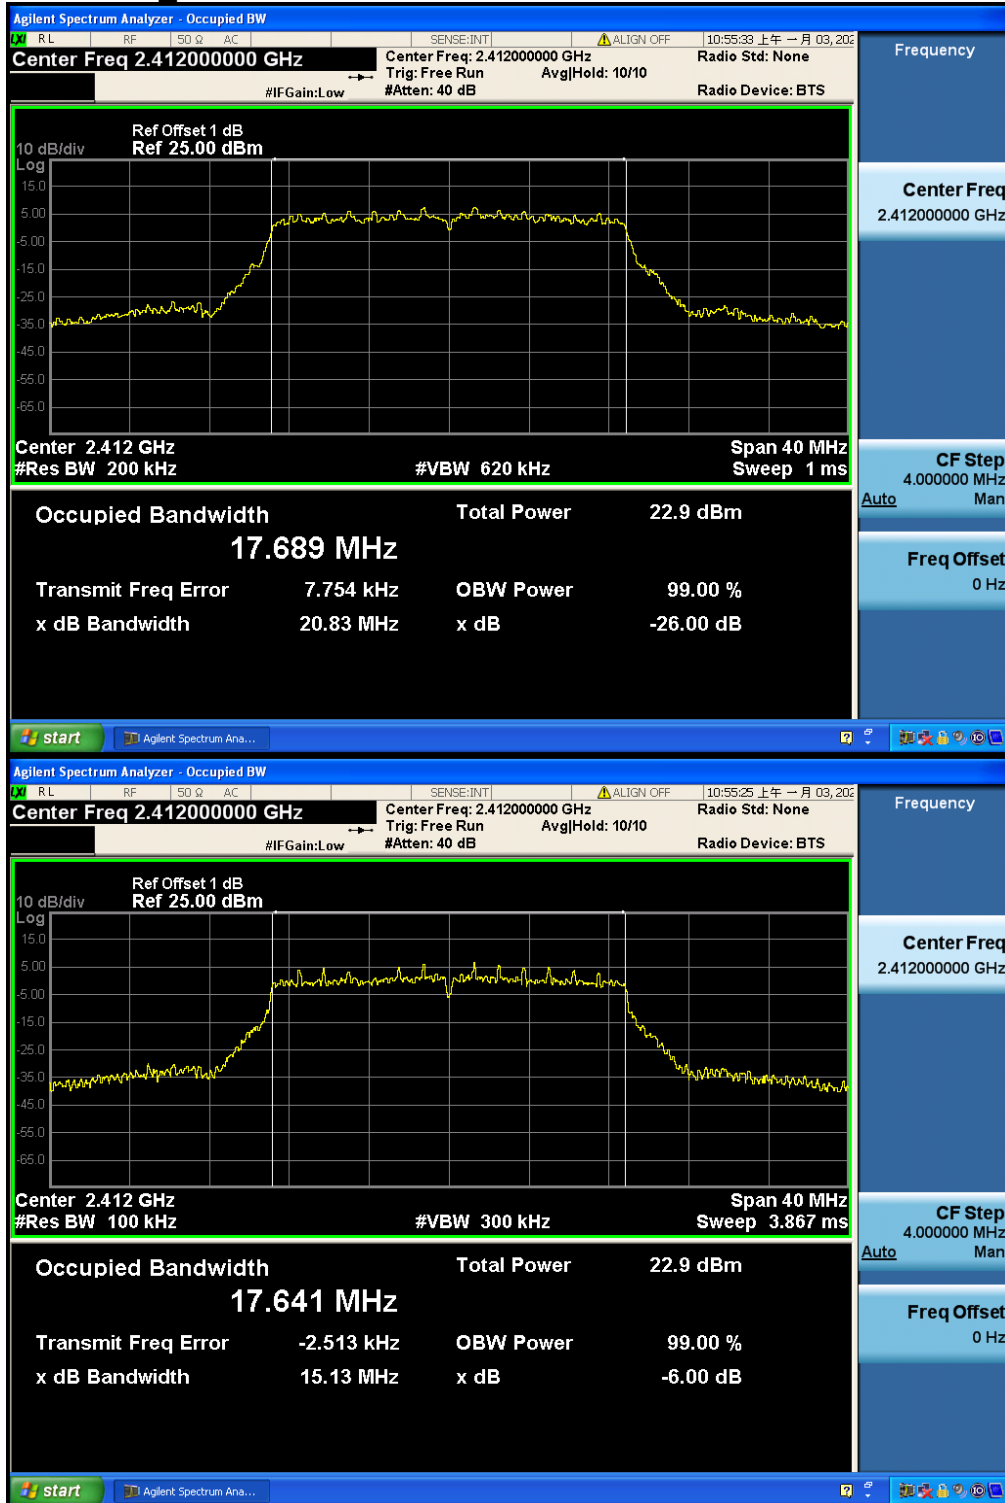 Agilent Spectrum Analyzer - Occupied BW
LXI RL RF 50 Ω AC SENSE:INT ALIGN OFF 10:55:33 上午 一月 03, 202
Center Freq 2.412000000 GHz
Center Freq: 2.412000000 GHz
Radio Std: None
Trig: Free Run Avg|Hold: 10/10
#IFGain:Low #Atten: 40 dB Radio Device: BTS
Frequency
Ref Offset 1 dB
10 dB/div Ref 25.00 dBm
Log
15.0
5.00
-5.00
-15.0
-25.0
-35.0
-45.0
-55.0
-65.0
Center Freq
2.412000000 GHz
Center 2.412 GHz Span 40 MHz
#Res BW 200 kHz #VBW 620 kHz Sweep 1 ms
CF Step
4.000000 MHz
Auto Man
Occupied Bandwidth Total Power 22.9 dBm
17.689 MHz
Transmit Freq Error 7.754 kHz OBW Power 99.00 %
x dB Bandwidth 20.83 MHz x dB -26.00 dB
Freq Offset
0 Hz
start Agilent Spectrum Ana...
Agilent Spectrum Analyzer - Occupied BW
LXI RL RF 50 Ω AC SENSE:INT ALIGN OFF 10:55:25 上午 一月 03, 202
Center Freq 2.412000000 GHz
Center Freq: 2.412000000 GHz
Radio Std: None
Trig: Free Run Avg|Hold: 10/10
#IFGain:Low #Atten: 40 dB Radio Device: BTS
Frequency
Ref Offset 1 dB
10 dB/div Ref 25.00 dBm
Log
15.0
5.00
-5.00
-15.0
-25.0
-35.0
-45.0
-55.0
-65.0
Center Freq
2.412000000 GHz
Center 2.412 GHz Span 40 MHz
#Res BW 100 kHz #VBW 300 kHz Sweep 3.867 ms
CF Step
4.000000 MHz
Auto Man
Occupied Bandwidth Total Power 22.9 dBm
17.641 MHz
Transmit Freq Error -2.513 kHz OBW Power 99.00 %
x dB Bandwidth 15.13 MHz x dB -6.00 dB
Freq Offset
0 Hz
start Agilent Spectrum Ana...